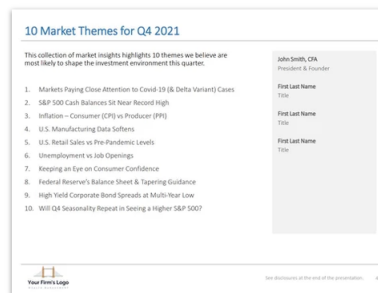 10 Market Themes for Q4 2021
This collection of market insights highlights 10 themes we believe are
most likely to shape the investment environment this quarter.
1. Markets Paying Close Attention to Covid-19 (& Delta Variant) Cases
2. S&P 500 Cash Balances Sit Near Record High
3. Inflation – Consumer (CPI) vs Producer (PPI)
4. U.S. Manufacturing Data Softens
5. U.S. Retail Sales vs Pre-Pandemic Levels
6. Unemployment vs Job Openings
7. Keeping an Eye on Consumer Confidence
8. Federal Reserve's Balance Sheet & Tapering Guidance
9. High Yield Corporate Bond Spreads at Multi-Year Low
10. Will Q4 Seasonality Repeat in Seeing a Higher S&P 500?
John Smith, CFA
President & Founder
First Last Name
Title
First Last Name
Title
First Last Name
Title
Your Firm's Logo
See disclosures at the end of the presentation.